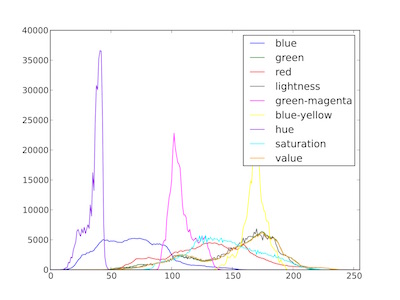 40000
35000
30000
25000
20000
15000
10000
5000
0
0 50 100 150 200 250
blue
green
red
lightness
green-magenta
blue-yellow
hue
saturation
value